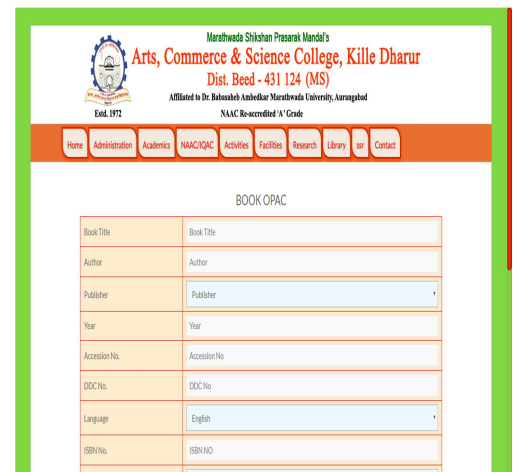 Marathwada Shikshan Prasarak Mandal's
Arts, Commerce & Science College, Kille Dharur
Dist. Beed - 431 124 (MS)
Affiliated to Dr. Babasaheb Ambedkar Marathwada University, Aurangabad
Estd. 1972 NAAC Re-accredited 'A' Grade
Home Administration Academics NAAC/IQAC Activities Facilities Research Library ssr Contact
BOOK OPAC
Book Title Book Title
Author Author
Publisher Publisher
Year Year
Accession No. Accession No
DDC No. DDC No
Language English
ISBN No. ISBN NO